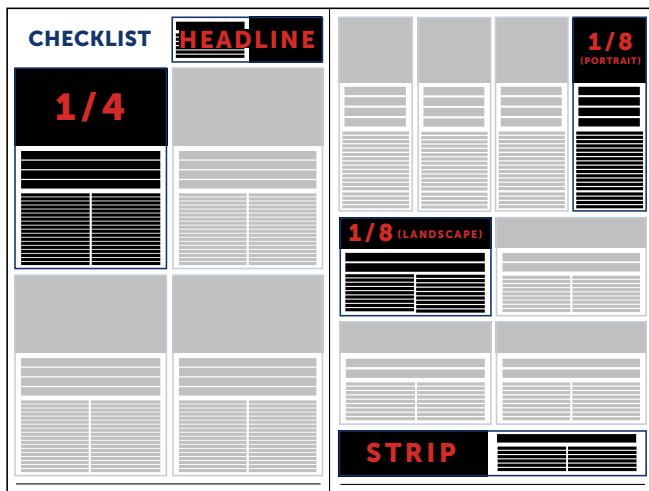 CHECKLIST
HEADLINE
1/4
1/8
(PORTRAIT)
1/8 (LANDSCAPE)
STRIP